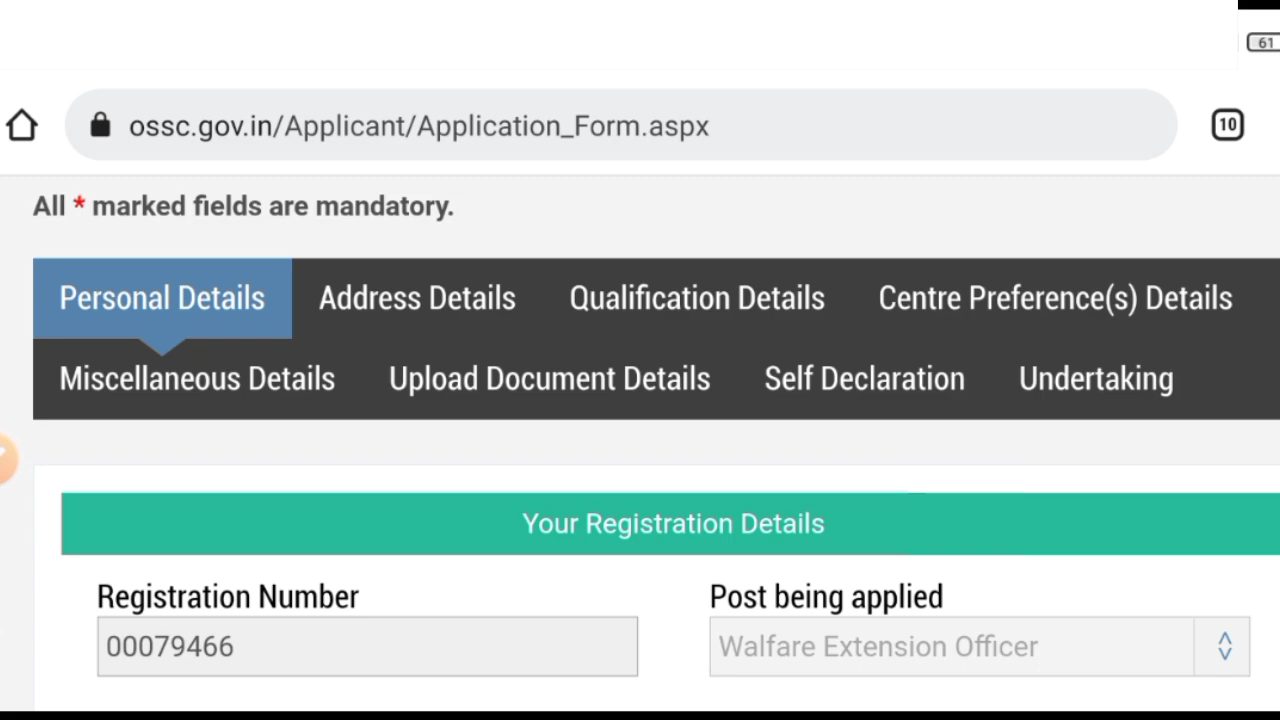 61
ossc.gov.in/Applicant/Application_Form.aspx
10
All * marked fields are mandatory.
Personal Details Address Details Qualification Details Centre Preference(s) Details
Miscellaneous Details Upload Document Details Self Declaration Undertaking
Your Registration Details
Registration Number Post being applied
00079466 Walfare Extension Officer